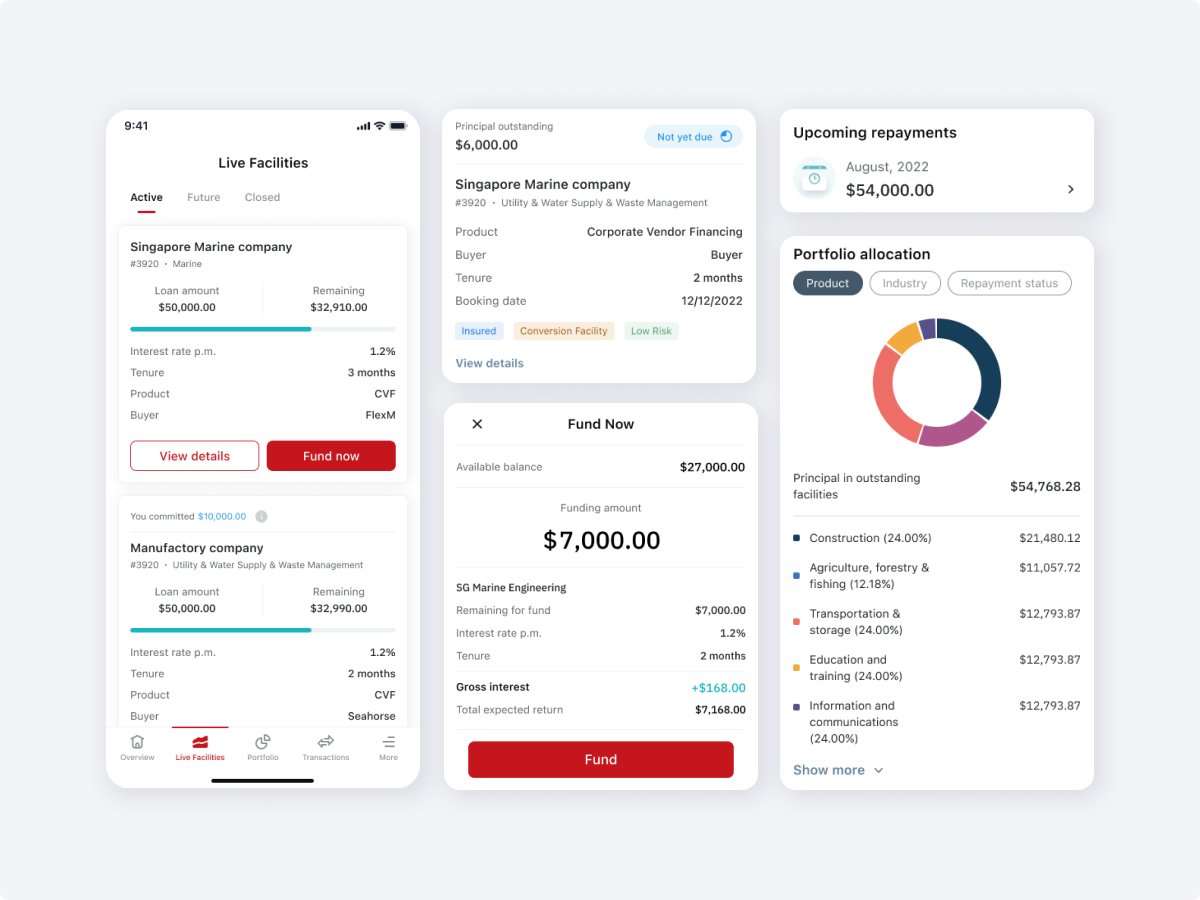 9:41
Live Facilities
Active Future Closed
Singapore Marine company
#3920 · Marine
Loan amount Remaining
$50,000.00 $32,910.00
Interest rate p.m. 1.2%
Tenure 3 months
Product CVF
Buyer FlexM
View details Fund now
You committed $10,000.00
Manufactory company
#3920 · Utility & Water Supply & Waste Management
Loan amount Remaining
$50,000.00 $32,990.00
Interest rate p.m. 1.2%
Tenure 2 months
Product CVF
Buyer Seahorse
Overview Live Facilities Portfolio Transactions More
Principal outstanding
$6,000.00
Not yet due
Singapore Marine company
#3920 · Utility & Water Supply & Waste Management
Product Corporate Vendor Financing
Buyer Buyer
Tenure 2 months
Booking date 12/12/2022
Insured Conversion Facility Low Risk
View details
Fund Now
Available balance $27,000.00
Funding amount
$7,000.00
SG Marine Engineering
Remaining for fund $7,000.00
Interest rate p.m. 1.2%
Tenure 2 months
Gross interest +$168.00
Total expected return $7,168.00
Fund
Upcoming repayments
August, 2022
$54,000.00
Portfolio allocation
Product Industry Repayment status
Principal in outstanding
facilities $54,768.28
Construction (24.00%) $21,480.12
Agriculture, forestry & $11,057.72
fishing (12.18%)
Transportation & $12,793.87
storage (24.00%)
Education and $12,793.87
training (24.00%)
Information and $12,793.87
communications
(24.00%)
Show more